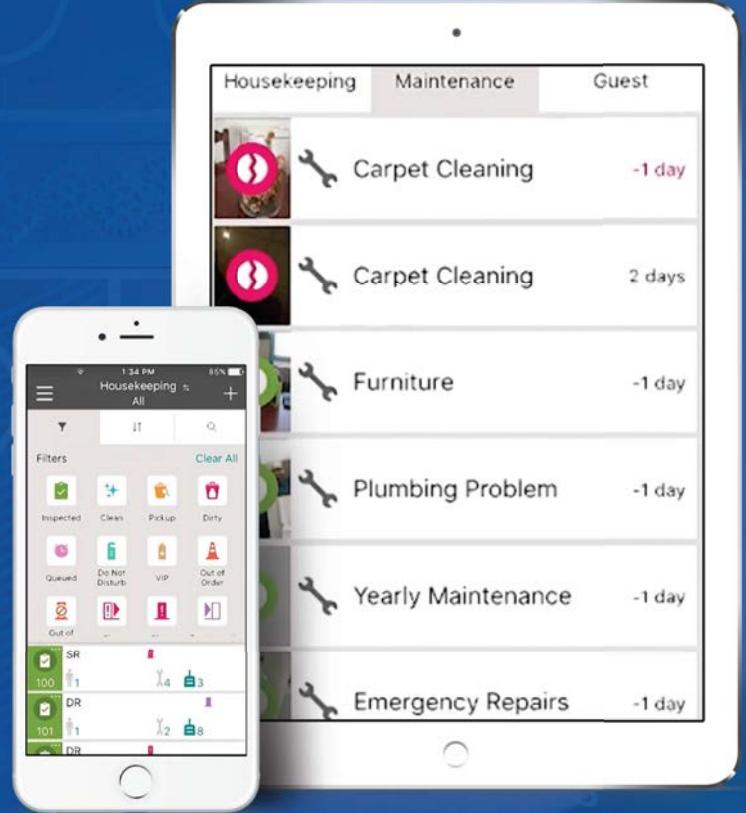 Housekeeping Maintenance Guest
Carpet Cleaning -1 day
Carpet Cleaning 2 days
Furniture -1 day
Plumbing Problem -1 day
Yearly Maintenance -1 day
Emergency Repairs -1 day
1:34 PM 85%
Housekeeping
All
Filters Clear All
Inspected Clean Pickup Dirty
Queued Do Not Disturb VIP Out of Order
Out of
SR
100 1 4 3
DR
101 1 2 8
DR